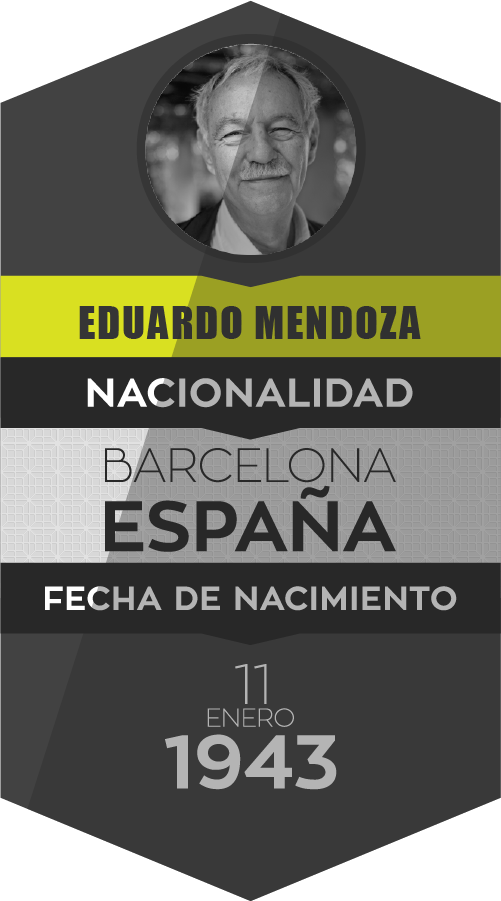 EDUARDO MENDOZA
NACIONALIDAD
BARCELONA
ESPAÑA
FECHA DE NACIMIENTO
11
ENERO
1943